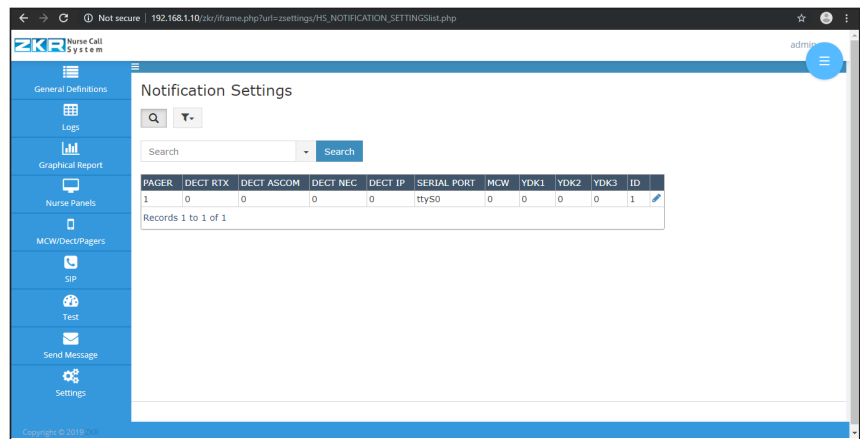 Not secure | 192.168.1.10/zkr/iframe.php?url=zsettings/HS_NOTIFICATION_SETTINGSlist.php
ZKR Nurse Call System
admin
General Definitions
Logs
Graphical Report
Nurse Panels
MCW/Dect/Pagers
SIP
Test
Send Message
Settings
Copyright © 2019 ZKR
Notification Settings
Search Search
PAGER DECT RTX DECT ASCOM DECT NEC DECT IP SERIAL PORT MCW YDK1 YDK2 YDK3 ID
1 0 0 0 0 ttyS0 0 0 0 0 1
Records 1 to 1 of 1